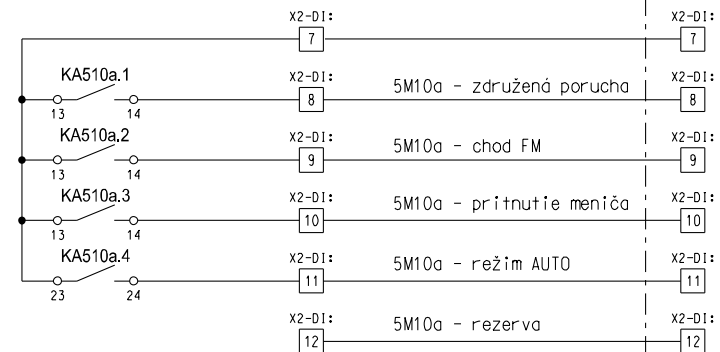 X2-DI: X2-DI:
7 7
KA510a.1 X2-DI: 5M10a - združená porucha X2-DI:
13 14 8 8
KA510a.2 X2-DI: 5M10a - chod FM X2-DI:
13 14 9 9
KA510a.3 X2-DI: 5M10a - pritnutie meniča X2-DI:
13 14 10 10
KA510a.4 X2-DI: 5M10a - režim AUTO X2-DI:
23 24 11 11
X2-DI: 5M10a - rezerva X2-DI:
12 12